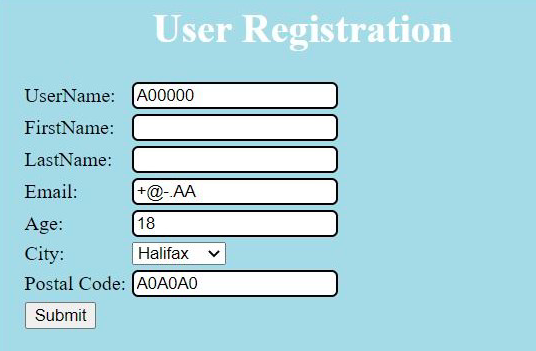 User Registration
UserName: A00000
FirstName:
LastName:
Email: +@-.AA
Age: 18
City: Halifax
Postal Code: A0A0A0
Submit